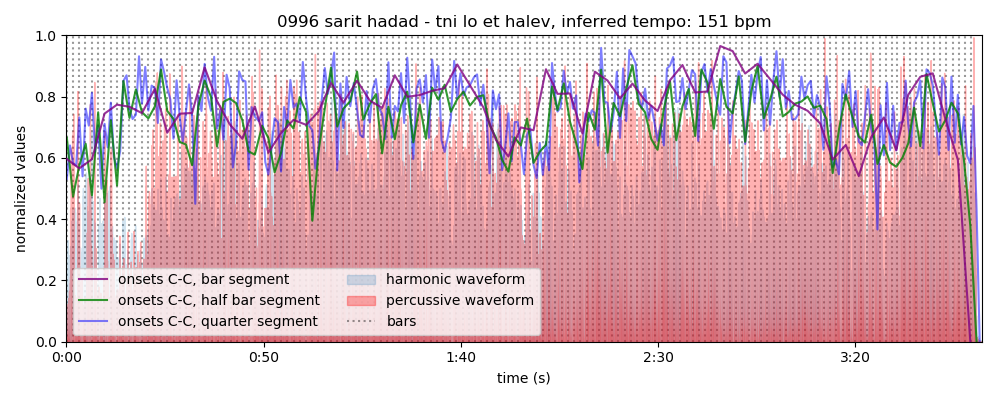 0996 sarit hadad - tni lo et halev, inferred tempo: 151 bpm
1.0
0.8
0.6
0.4
0.2
0.0
normalized values
onsets C-C, bar segment
onsets C-C, half bar segment
onsets C-C, quarter segment
harmonic waveform
percussive waveform
bars
0:00 0:50 1:40 2:30 3:20
time (s)